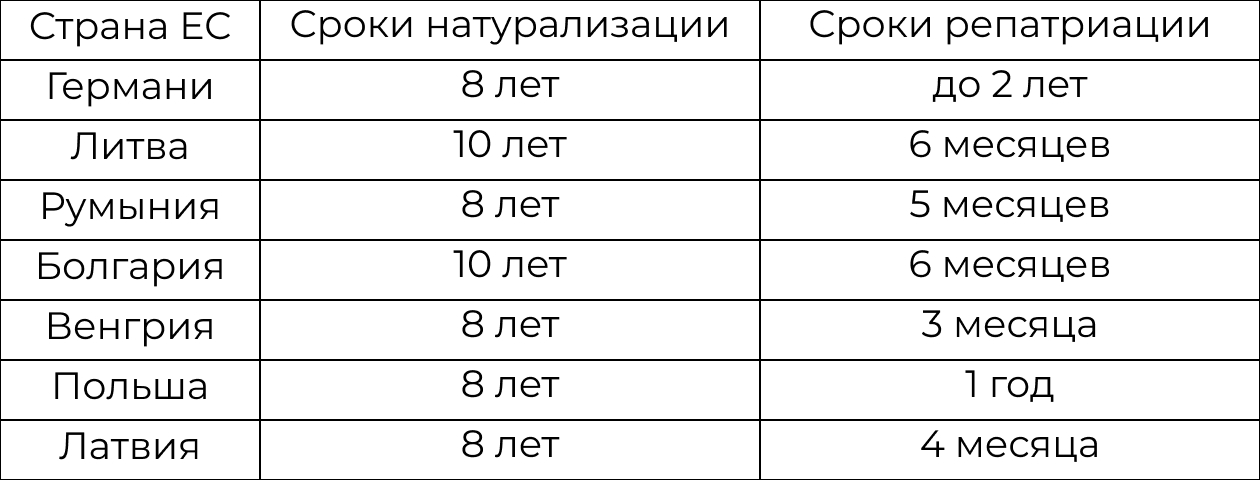 Страна ЕС Сроки натурализации Сроки репатриации
Германи 8 лет до 2 лет
Литва 10 лет 6 месяцев
Румыния 8 лет 5 месяцев
Болгария 10 лет 6 месяцев
Венгрия 8 лет 3 месяца
Польша 8 лет 1 год
Латвия 8 лет 4 месяца